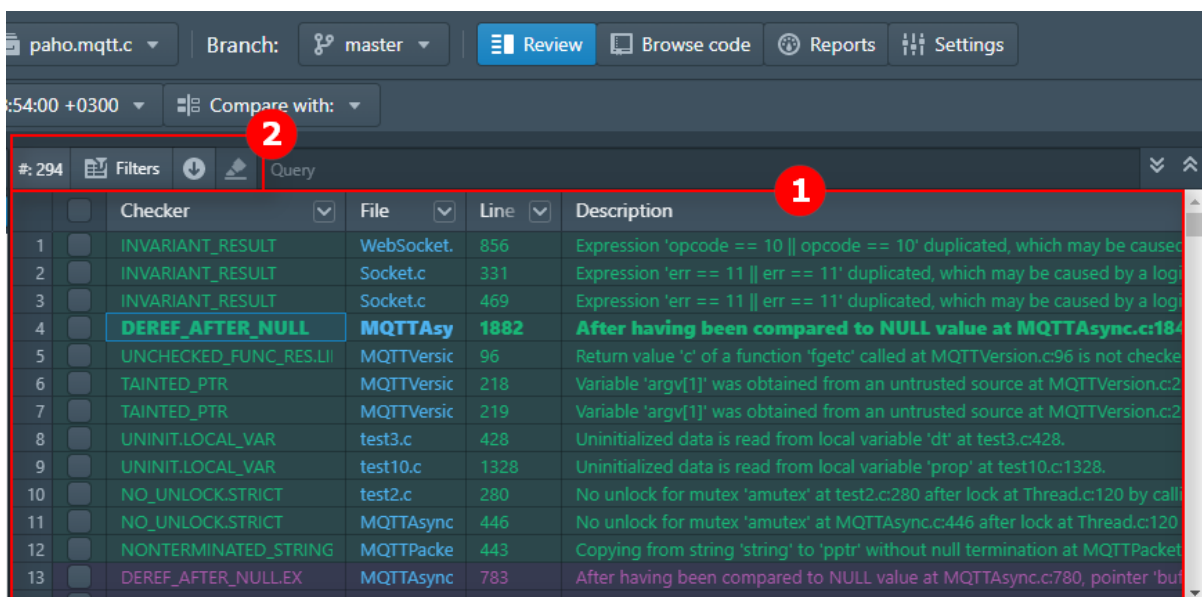 paho.mqtt.c Branch: master Review Browse code Reports Settings
:54:00 +0300 Compare with:
2
#: 294 Filters Query
1
Checker File Line Description
1 INVARIANT_RESULT WebSocket. 856 Expression 'opcode == 10 || opcode == 10' duplicated, which may be caused
2 INVARIANT_RESULT Socket.c 331 Expression 'err == 11 || err == 11' duplicated, which may be caused by a logi
3 INVARIANT_RESULT Socket.c 469 Expression 'err == 11 || err == 11' duplicated, which may be caused by a logi
4 DEREF_AFTER_NULL MQTTAsy 1882 After having been compared to NULL value at MQTTAsync.c:184
5 UNCHECKED_FUNC_RES.LI MQTTVersic 96 Return value 'c' of a function 'fgetc' called at MQTTVersion.c:96 is not checke
6 TAINTED_PTR MQTTVersic 218 Variable 'argv[1]' was obtained from an untrusted source at MQTTVersion.c:2
7 TAINTED_PTR MQTTVersic 219 Variable 'argv[1]' was obtained from an untrusted source at MQTTVersion.c:2
8 UNINIT.LOCAL_VAR test3.c 428 Uninitialized data is read from local variable 'dt' at test3.c:428.
9 UNINIT.LOCAL_VAR test10.c 1328 Uninitialized data is read from local variable 'prop' at test10.c:1328.
10 NO_UNLOCK.STRICT test2.c 280 No unlock for mutex 'amutex' at test2.c:280 after lock at Thread.c:120 by calli
11 NO_UNLOCK.STRICT MQTTAsync 446 No unlock for mutex 'amutex' at MQTTAsync.c:446 after lock at Thread.c:120
12 NONTERMINATED_STRING MQTTPacke 443 Copying from string 'string' to 'pptr' without null termination at MQTTPacket
13 DEREF_AFTER_NULL.EX MQTTAsync 783 After having been compared to NULL value at MQTTAsync.c:780, pointer 'buf